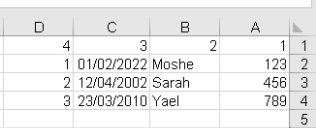 D C B A
4 3 2 1 1
1 01/02/2022 Moshe 123 2
2 12/04/2002 Sarah 456 3
3 23/03/2010 Yael 789 4
5